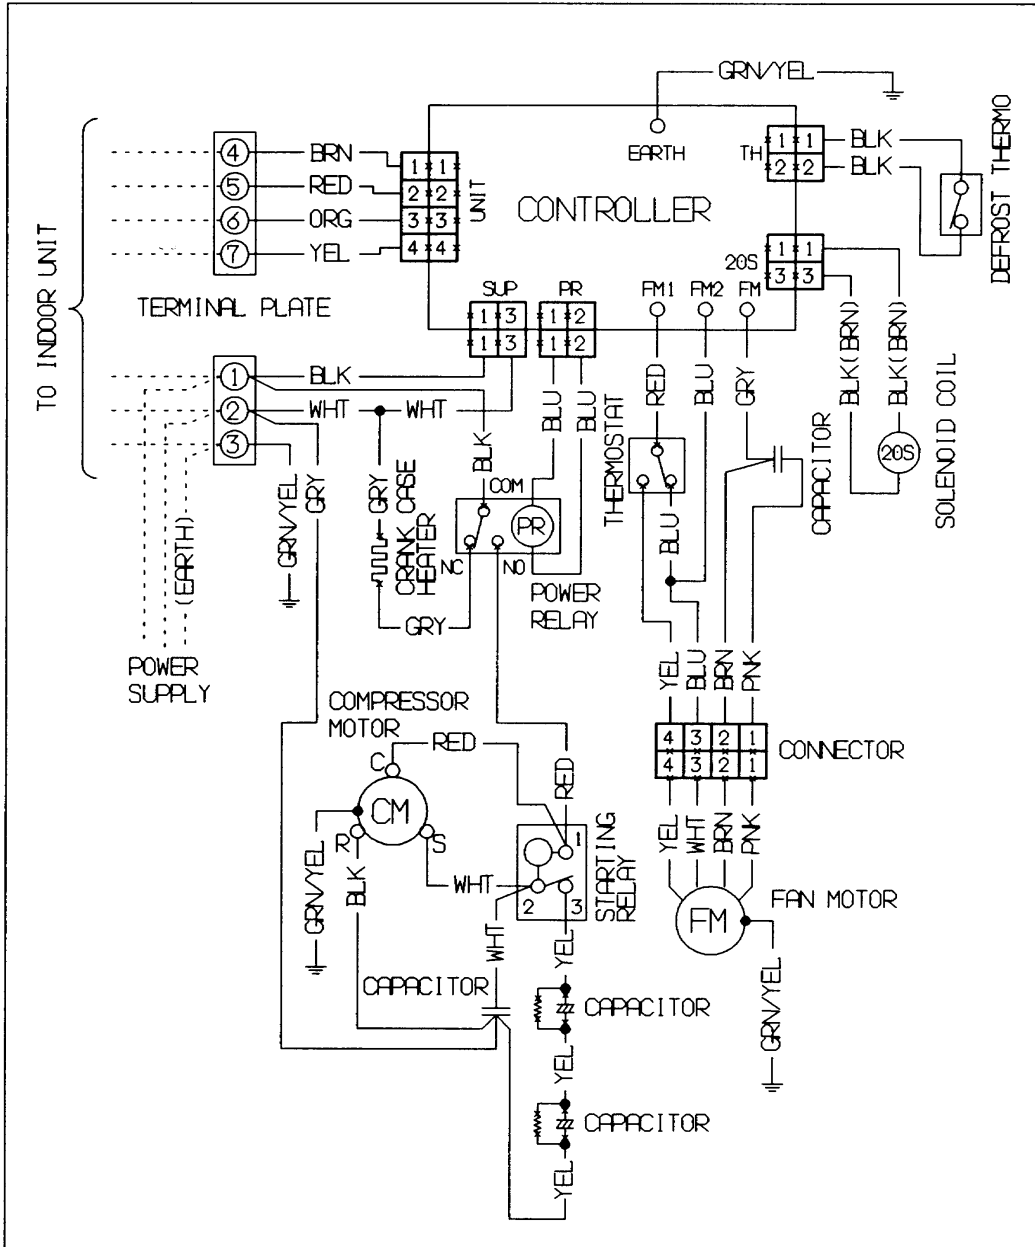 GRN/YEL
EARTH
TH
1 1
2 2
BLK
BLK
DEFROST THERMO
TO INDOOR UNIT
4
5
6
7
BRN
RED
ORG
YEL
1 1
2 2
3 3
4 4
UNIT
CONTROLLER
TERMINAL PLATE
20S
1 1
3 3
SUP
1 3
1 3
PR
1 2
1 2
FM1
FM2
FM
1
2
3
BLK
WHT
WHT
BLK
BLU
BLU
RED
BLU
GRY
BLK(BRN)
BLK(BRN)
20S
SOLENOID COIL
CAPACITOR
THERMOSTAT
BLU
GRN/YEL
GRY
GRY
CRANK CASE
HEATER
GRY
COM
PR
NC
NO
POWER
RELAY
(EARTH)
POWER
SUPPLY
YEL
BLU
BRN
PNK
4 3 2 1
4 3 2 1
CONNECTOR
YEL
WHT
BRN
PNK
FM
FAN MOTOR
GRN/YEL
COMPRESSOR
MOTOR
RED
RED
C
CM
R
S
GRN/YEL
BLK
WHT
WHT
1
2
3
STARTING
RELAY
YEL
CAPACITOR
CAPACITOR
YEL
CAPACITOR
YEL